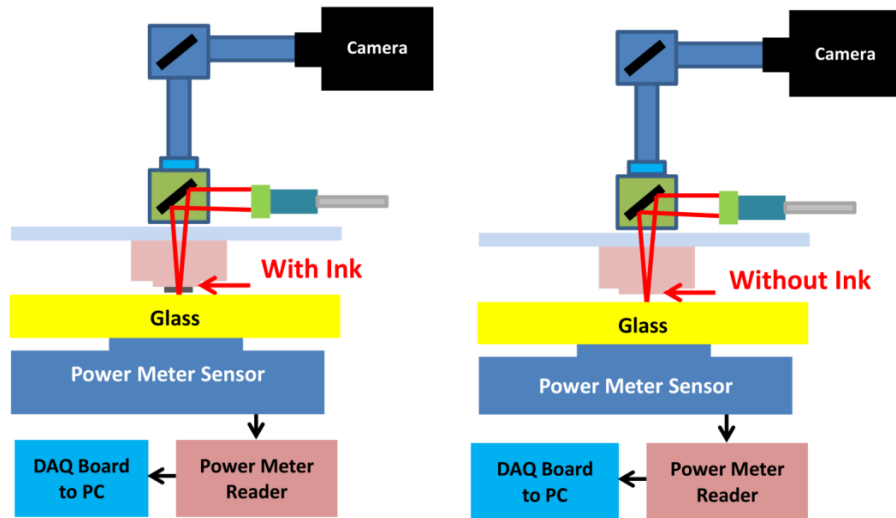 Camera
With Ink
Glass
Power Meter Sensor
DAQ Board
to PC
Power Meter
Reader
Camera
Without Ink
Glass
Power Meter Sensor
DAQ Board
to PC
Power Meter
Reader